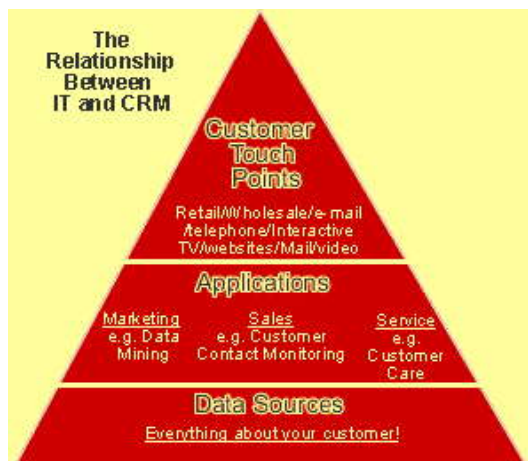 The
Relationship
Between
IT and CRM
Customer
Touch
Points
Retail/Wholesale/e-mail
/telephone/Interactive
TV/websites/Mail/video
Applications
Marketing
e.g. Data
Mining
Sales
e.g. Customer
Contact Monitoring
Service
e.g.
Customer
Care
Data Sources
Everything about your customer!